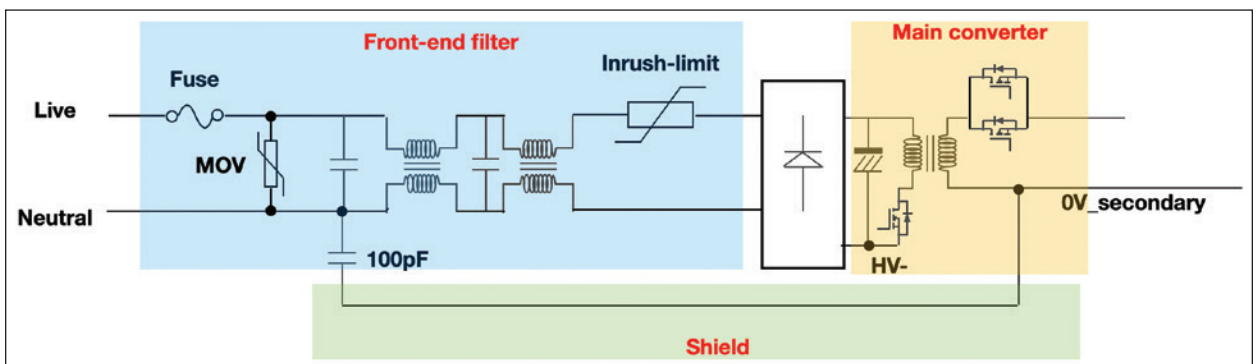 Front-end filter
Main converter
Fuse
Inrush-limit
Live
MOV
Neutral
0V_secondary
100pF
HV-
Shield